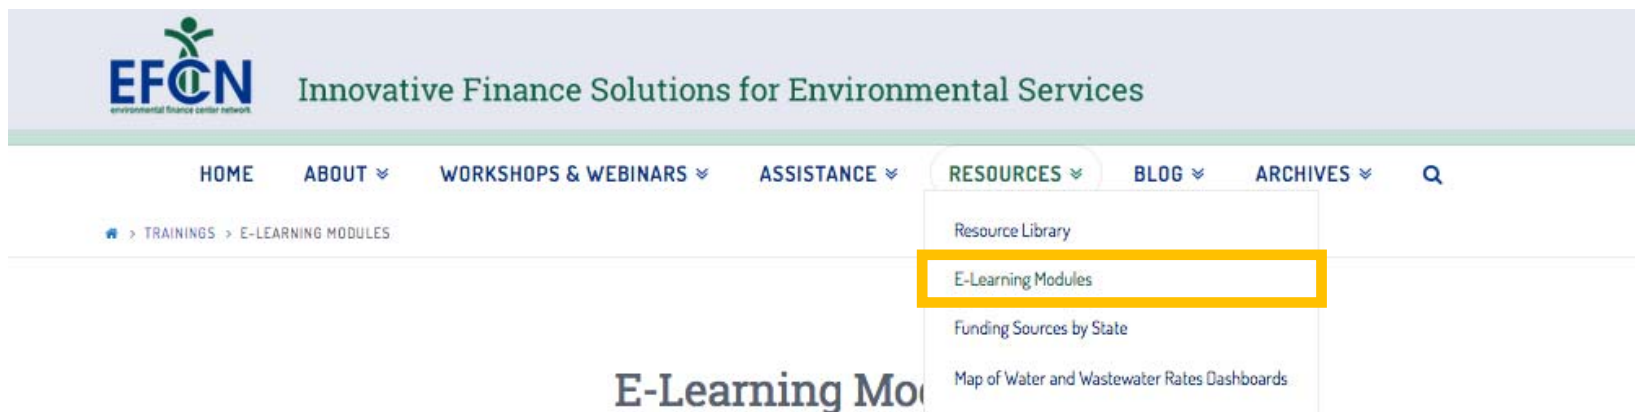 EFCN
environmental finance center network
Innovative Finance Solutions for Environmental Services
HOME ABOUT WORKSHOPS & WEBINARS ASSISTANCE RESOURCES BLOG ARCHIVES
> TRAININGS > E-LEARNING MODULES
Resource Library
E-Learning Modules
Funding Sources by State
Map of Water and Wastewater Rates Dashboards
E-Learning Mo